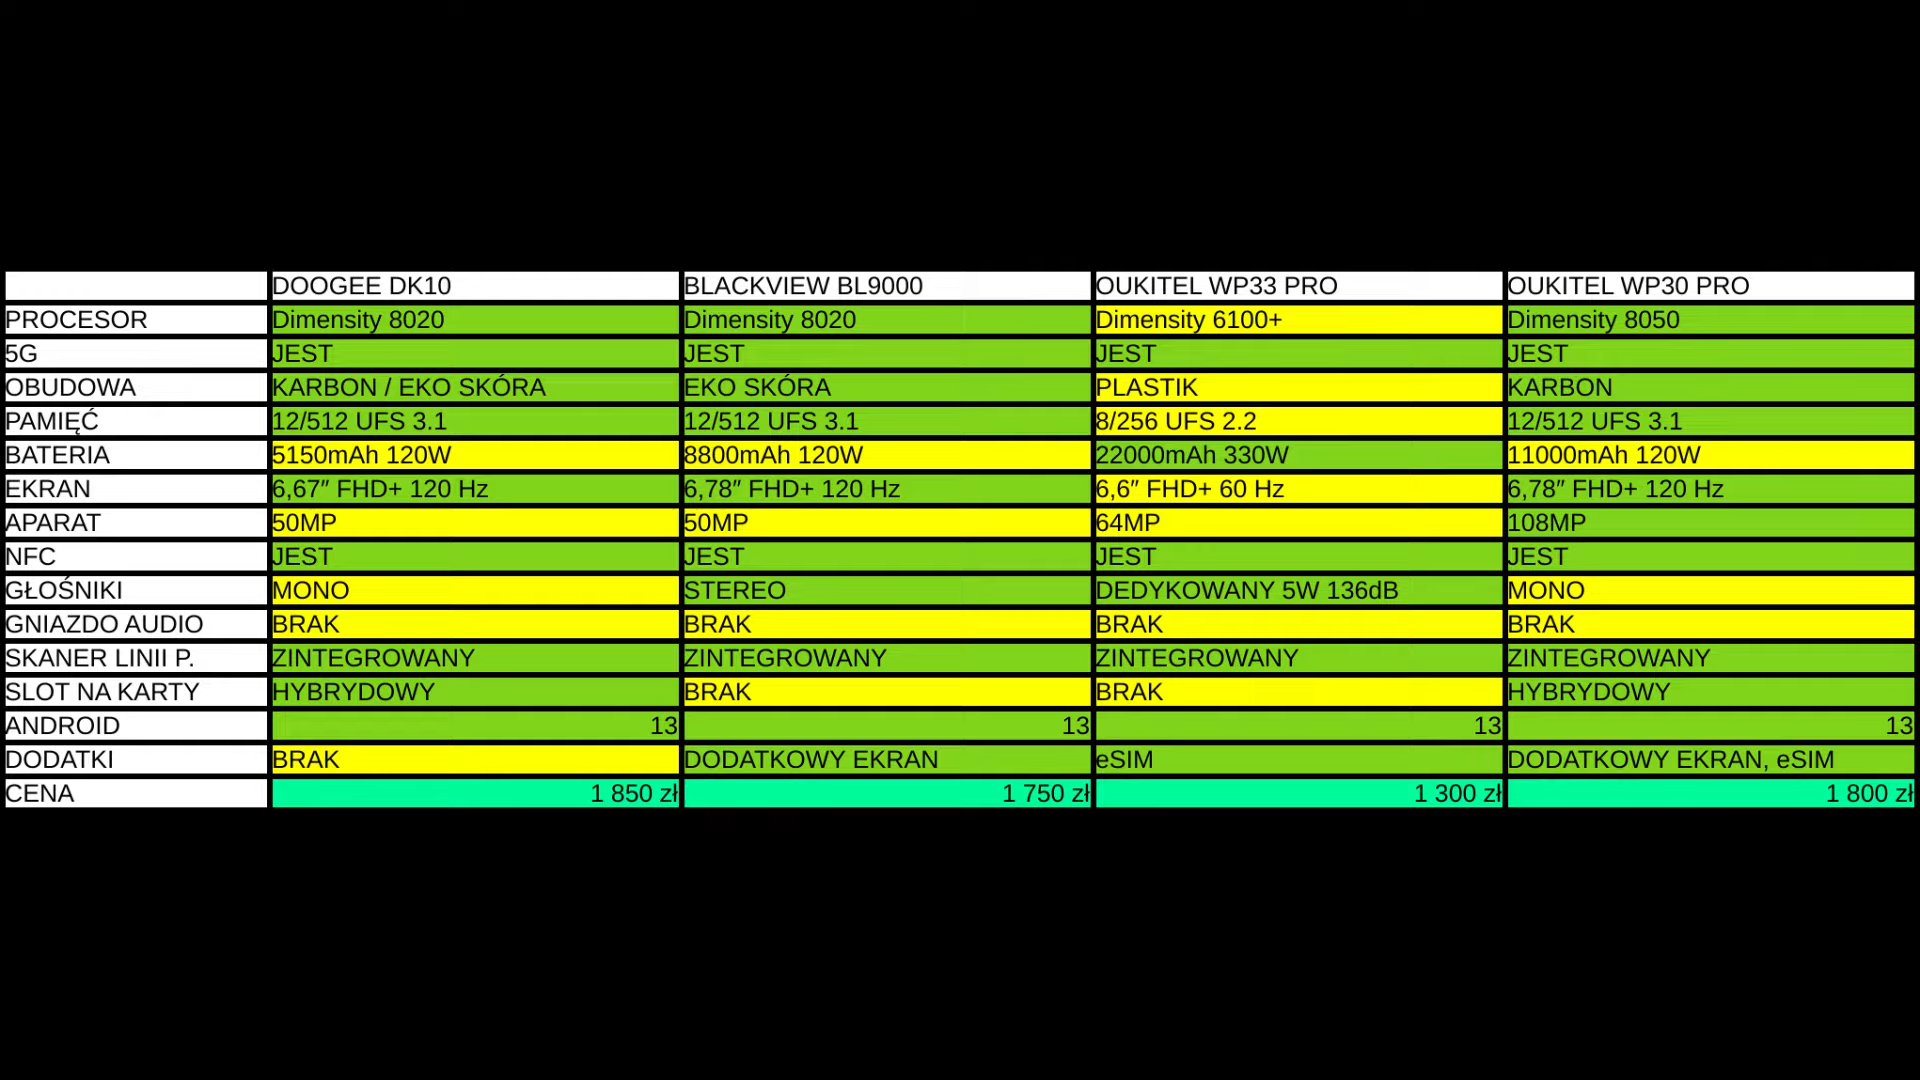 DOOGEE DK10 BLACKVIEW BL9000 OUKITEL WP33 PRO OUKITEL WP30 PRO
PROCESOR Dimensity 8020 Dimensity 8020 Dimensity 6100+ Dimensity 8050
5G JEST JEST JEST JEST
OBUDOWA KARBON / EKO SKÓRA EKO SKÓRA PLASTIK KARBON
PAMIĘĆ 12/512 UFS 3.1 12/512 UFS 3.1 8/256 UFS 2.2 12/512 UFS 3.1
BATERIA 5150mAh 120W 8800mAh 120W 22000mAh 330W 11000mAh 120W
EKRAN 6,67″ FHD+ 120 Hz 6,78″ FHD+ 120 Hz 6,6″ FHD+ 60 Hz 6,78″ FHD+ 120 Hz
APARAT 50MP 50MP 64MP 108MP
NFC JEST JEST JEST JEST
GŁOŚNIKI MONO STEREO DEDYKOWANY 5W 136dB MONO
GNIAZDO AUDIO BRAK BRAK BRAK BRAK
SKANER LINII P. ZINTEGROWANY ZINTEGROWANY ZINTEGROWANY ZINTEGROWANY
SLOT NA KARTY HYBRYDOWY BRAK BRAK HYBRYDOWY
ANDROID 13 13 13 13
DODATKI BRAK DODATKOWY EKRAN eSIM DODATKOWY EKRAN, eSIM
CENA 1 850 zł 1 750 zł 1 300 zł 1 800 zł